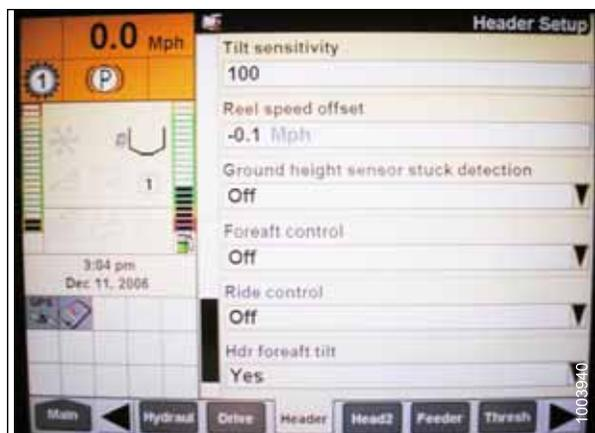 Header Setup
0.0 Mph
Tilt sensitivity
100
1
P
Reel speed offset
-0.1 Mph
Ground height sensor stuck detection
1
Off
Foreaft control
Off
3:04 pm
Dec 11, 2006
Ride control
GPS
Off
Hdr foreaft tilt
Yes
Main
Hydraul
Drive
Header
Head2
Feeder
Thresh
1003940